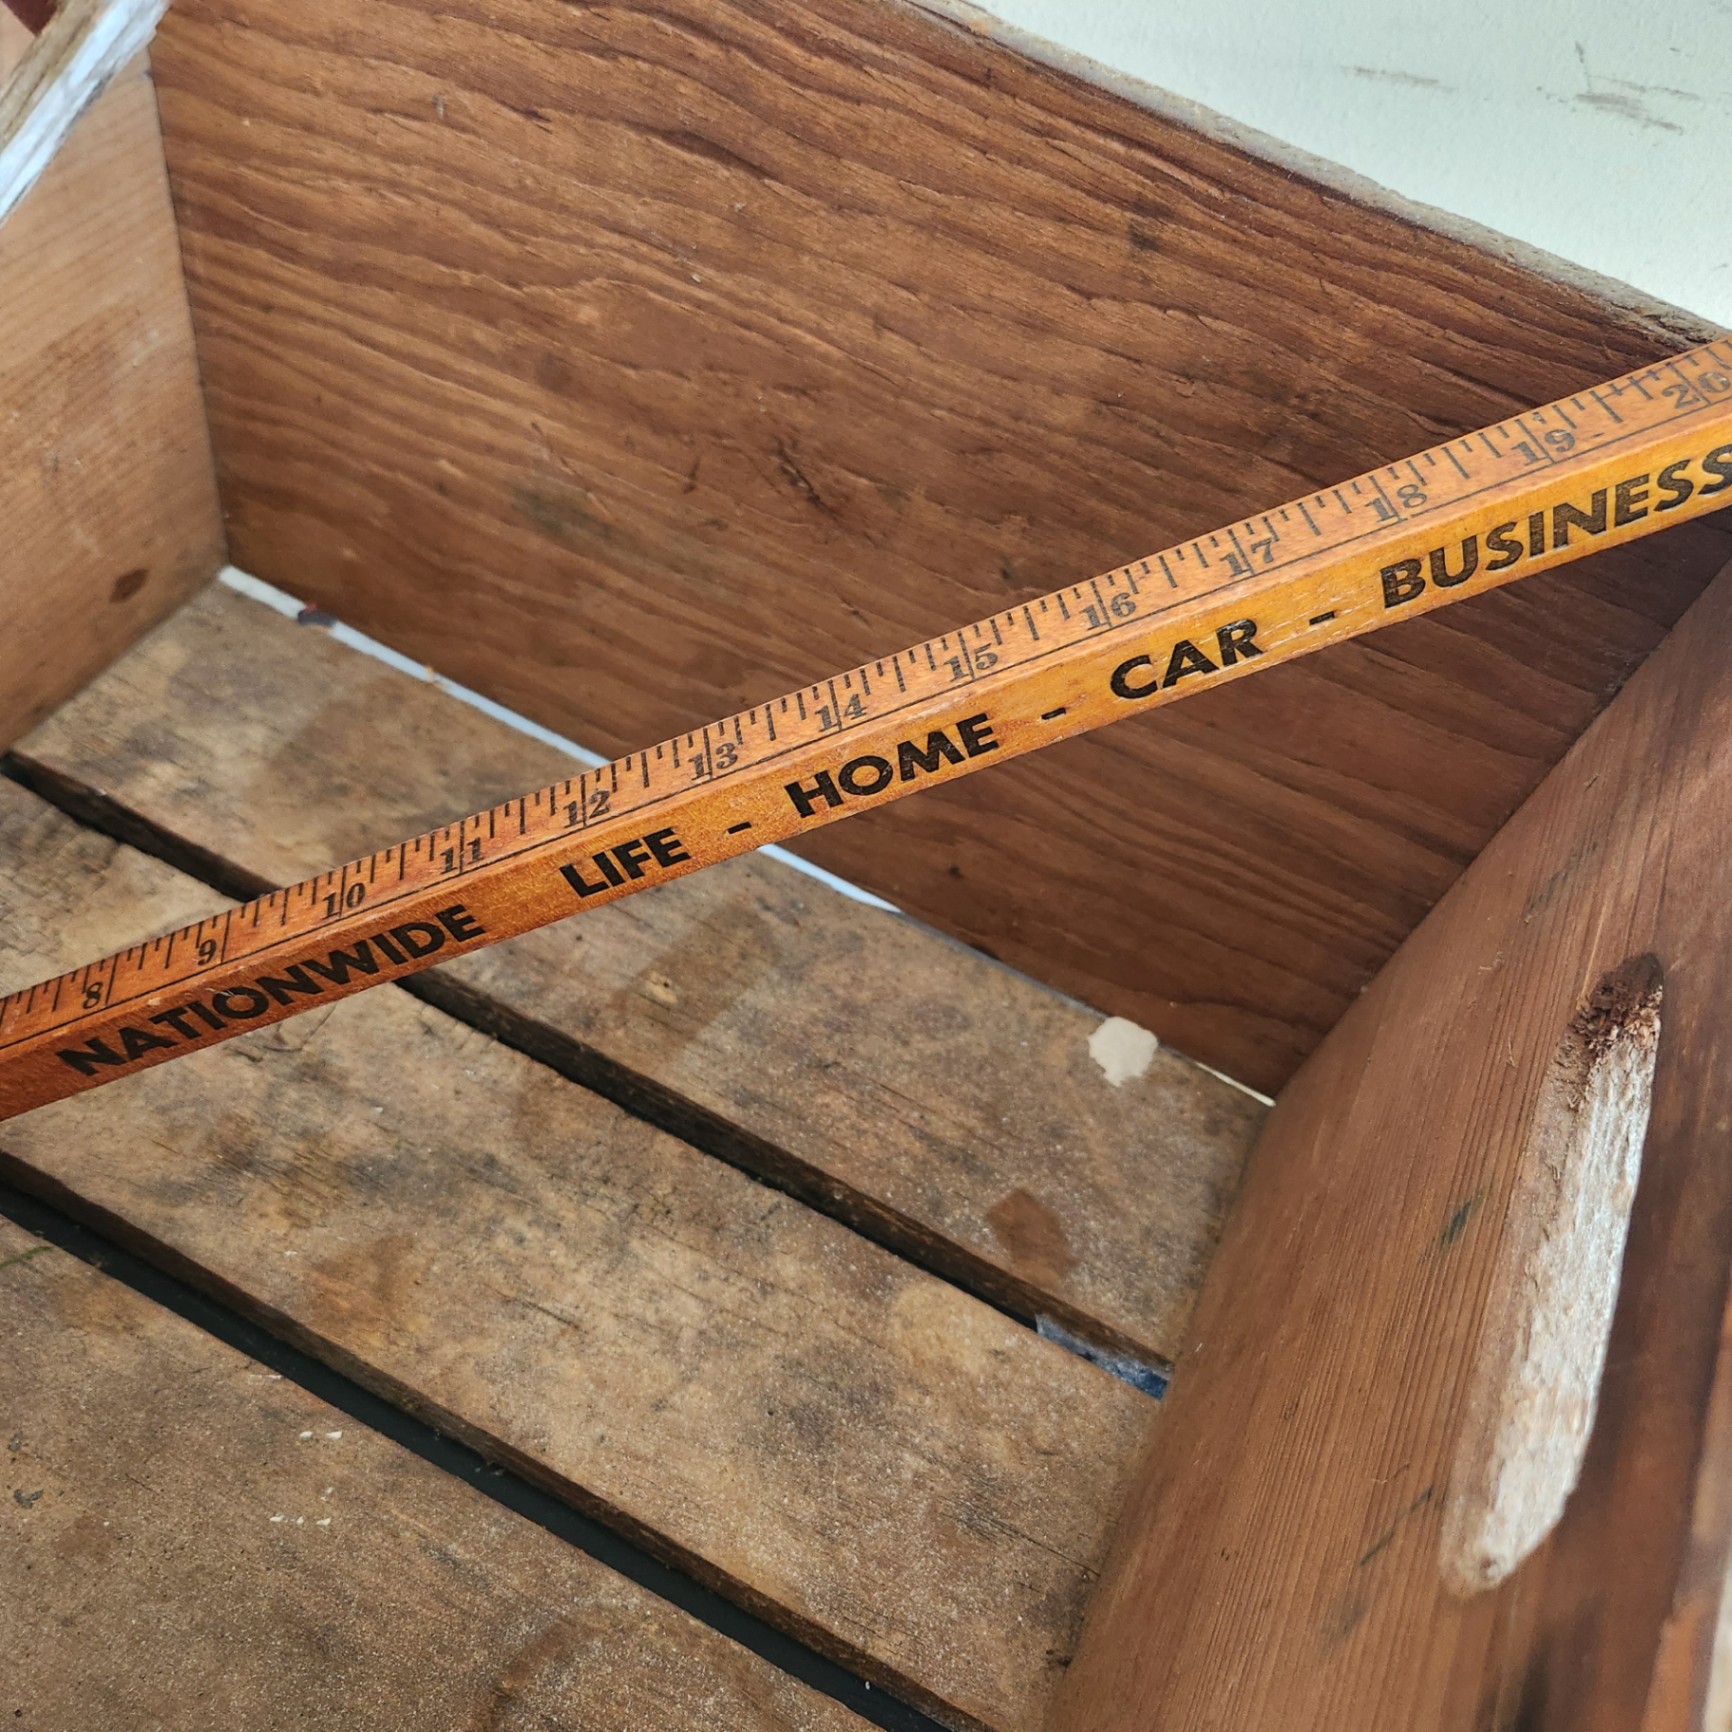 8 9 10 11 12 13 14 15 16 17 18 19 20
NATIONWIDE LIFE - HOME - CAR - BUSINESS